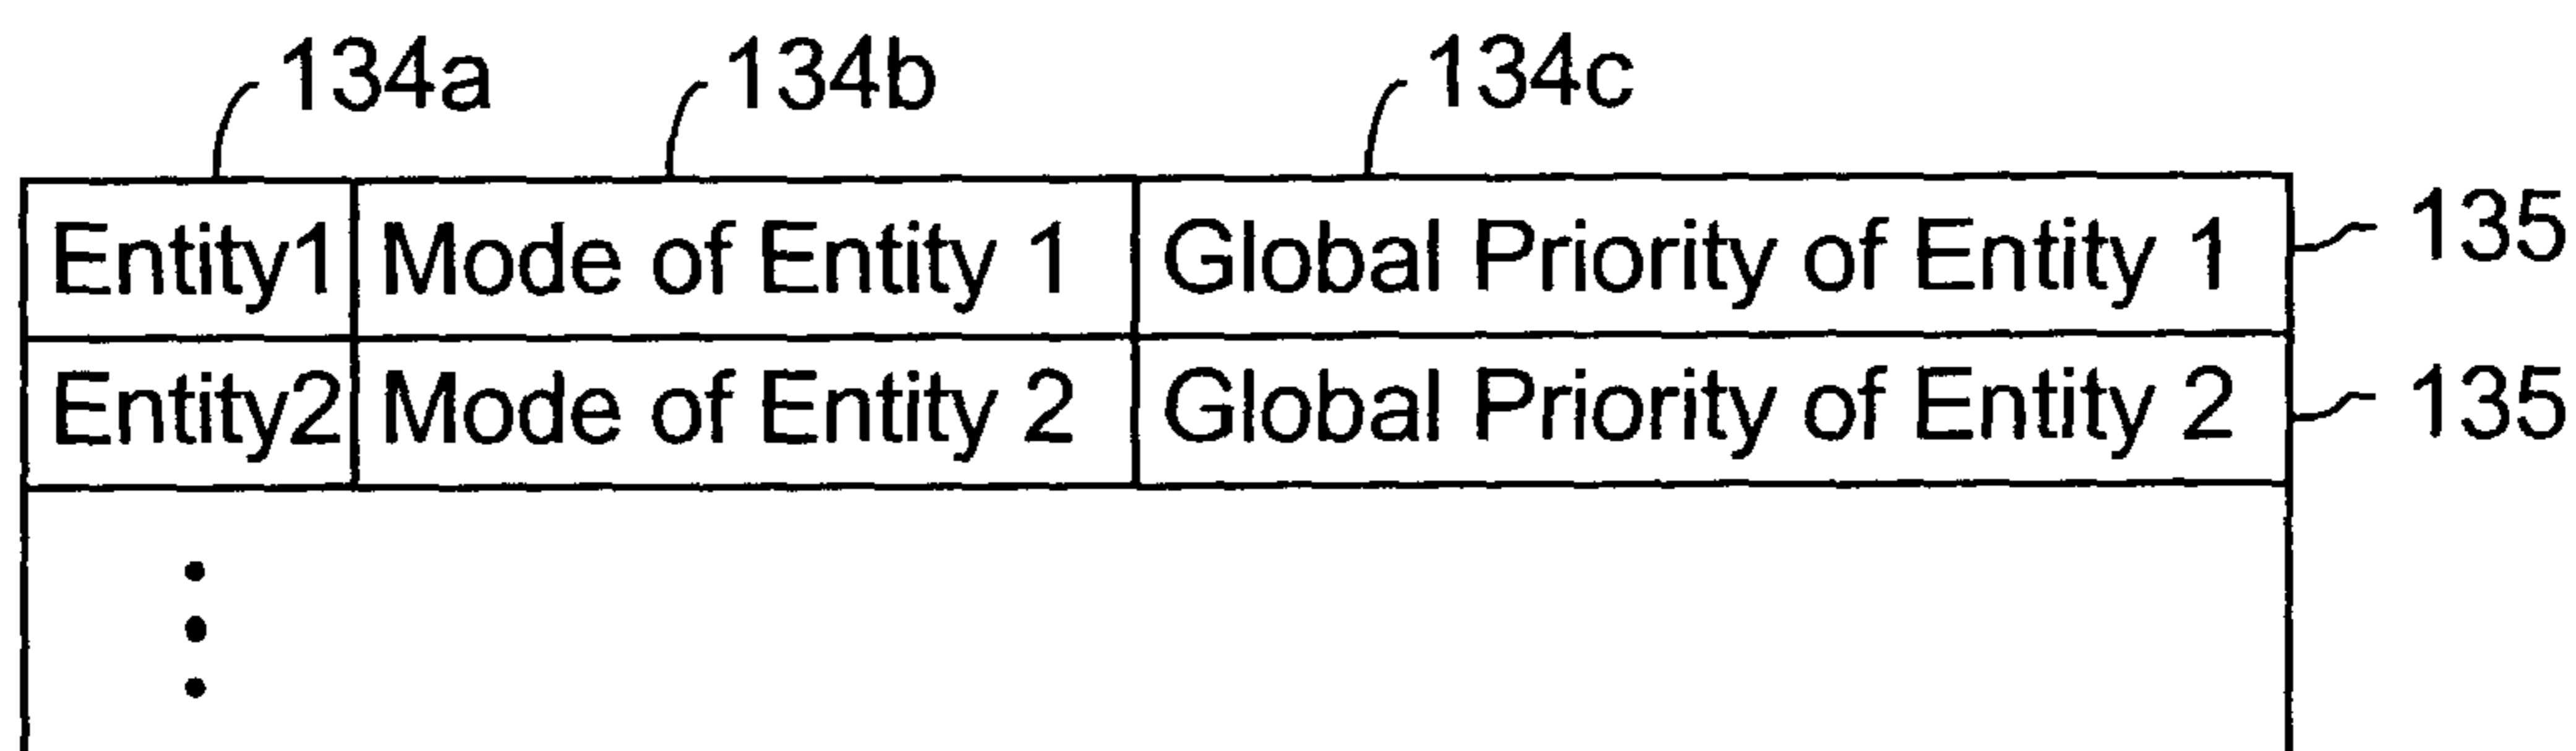 134a 134b 134c
Entity1 Mode of Entity 1 Global Priority of Entity 1 135
Entity2 Mode of Entity 2 Global Priority of Entity 2 135